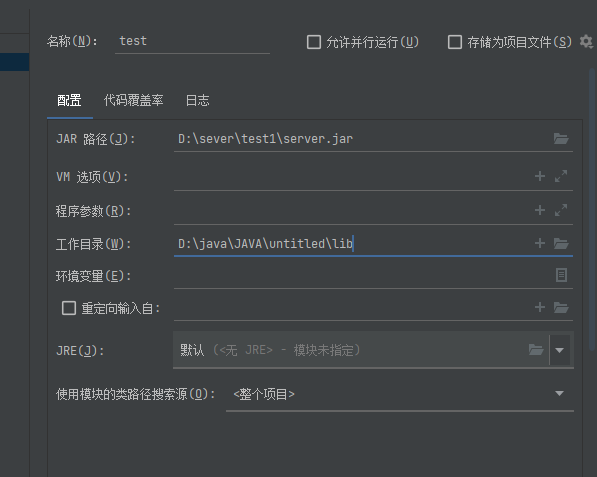 名称(N): test 允许并行运行(U) 存储为项目文件(S)
配置 代码覆盖率 日志
JAR 路径(J): D:\sever\test1\server.jar
VM 选项(V):
程序参数(R):
工作目录(W): D:\java\JAVA\untitled\lib
环境变量(E):
重定向输入自:
JRE(J): 默认 (<无 JRE> - 模块未指定)
使用模块的类路径搜索源(O): <整个项目>